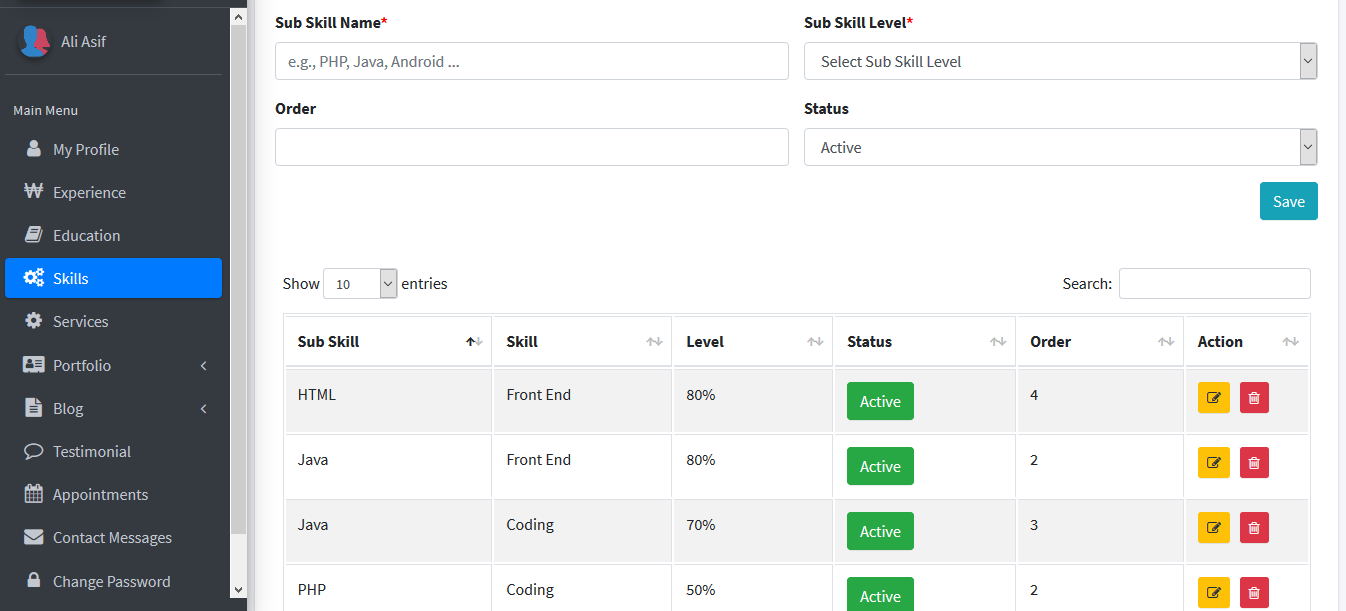 Ali Asif
Main Menu
My Profile
Experience
Education
Skills
Services
Portfolio
Blog
Testimonial
Appointments
Contact Messages
Change Password
Sub Skill Name* Sub Skill Level*
e.g., PHP, Java, Android ... Select Sub Skill Level
Order Status
Active
Save
Show 10 entries Search:
Sub Skill Skill Level Status Order Action
HTML Front End 80% Active 4
Java Front End 80% Active 2
Java Coding 70% Active 3
PHP Coding 50% Active 2